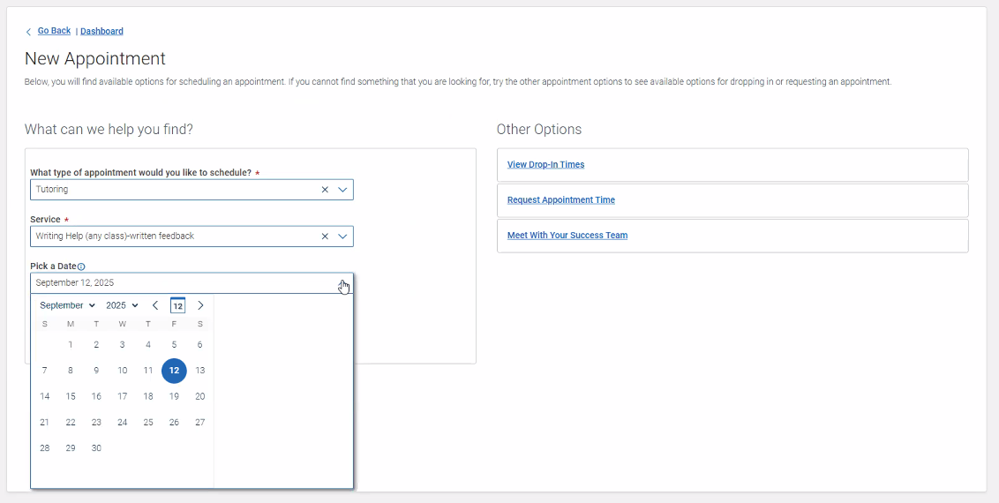 Go Back | Dashboard
New Appointment
Below, you will find available options for scheduling an appointment. If you cannot find something that you are looking for, try the other appointment options to see available options for dropping in or requesting an appointment.
What can we help you find?
What type of appointment would you like to schedule? *
Tutoring
Service *
Writing Help (any class)-written feedback
Pick a Date
September 12, 2025
September 2025 12
S M T W T F S
1 2 3 4 5 6
7 8 9 10 11 12 13
14 15 16 17 18 19 20
21 22 23 24 25 26 27
28 29 30
Other Options
View Drop-In Times
Request Appointment Time
Meet With Your Success Team